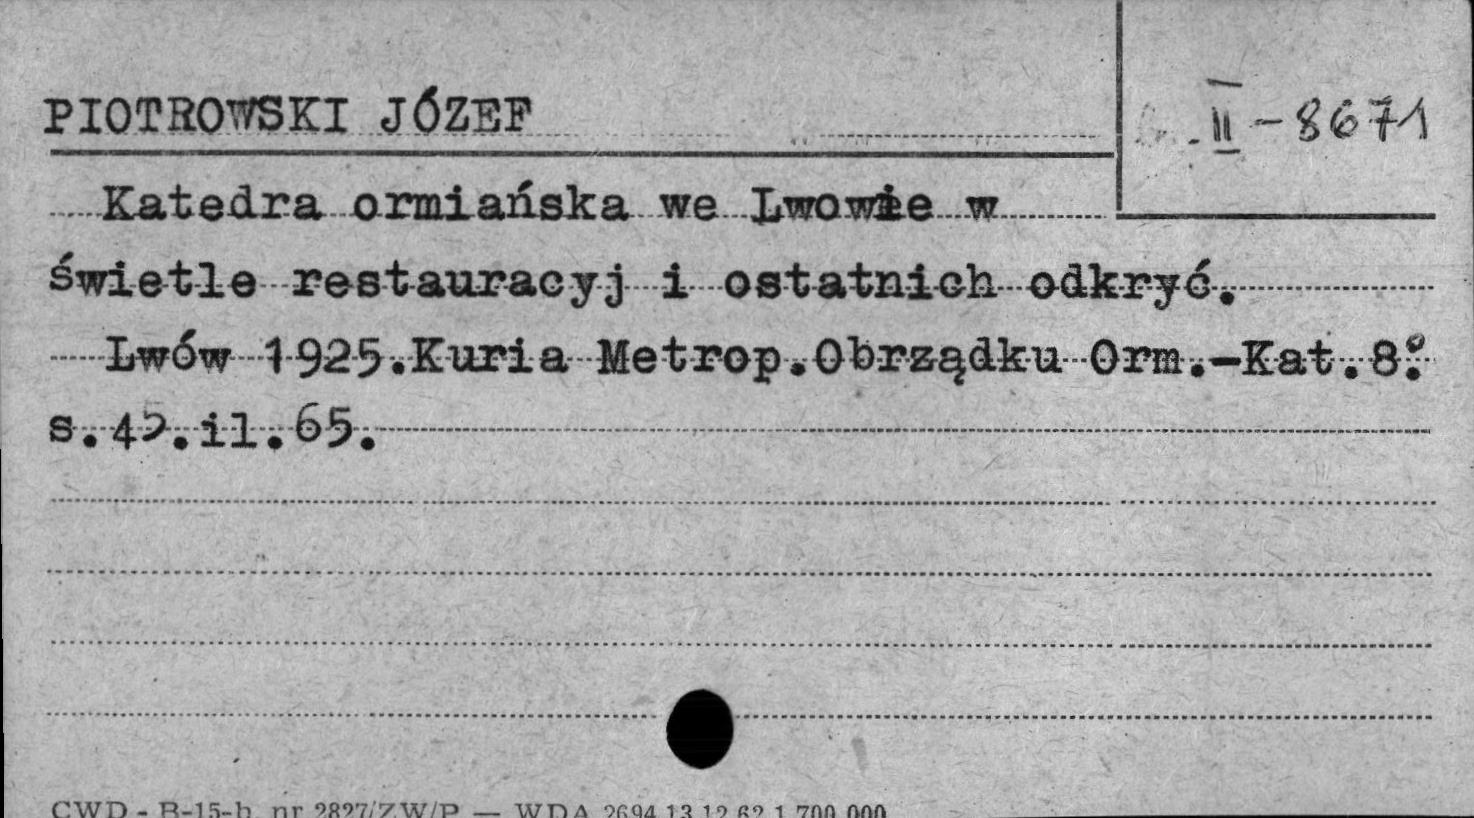 PIOTROWSKI JÓZEF
II-8671
Katedra ormiańska we Lwowie w
świetle restauracyj i ostatnich odkryć.
Lwów 1925.Kuria Metrop.Obrządku Orm.-Kat.8°.
s.45.il.65.
CWD - B-15-b. nr 2827/ZW/P — WDA 2694 13.12.62 1.700.000